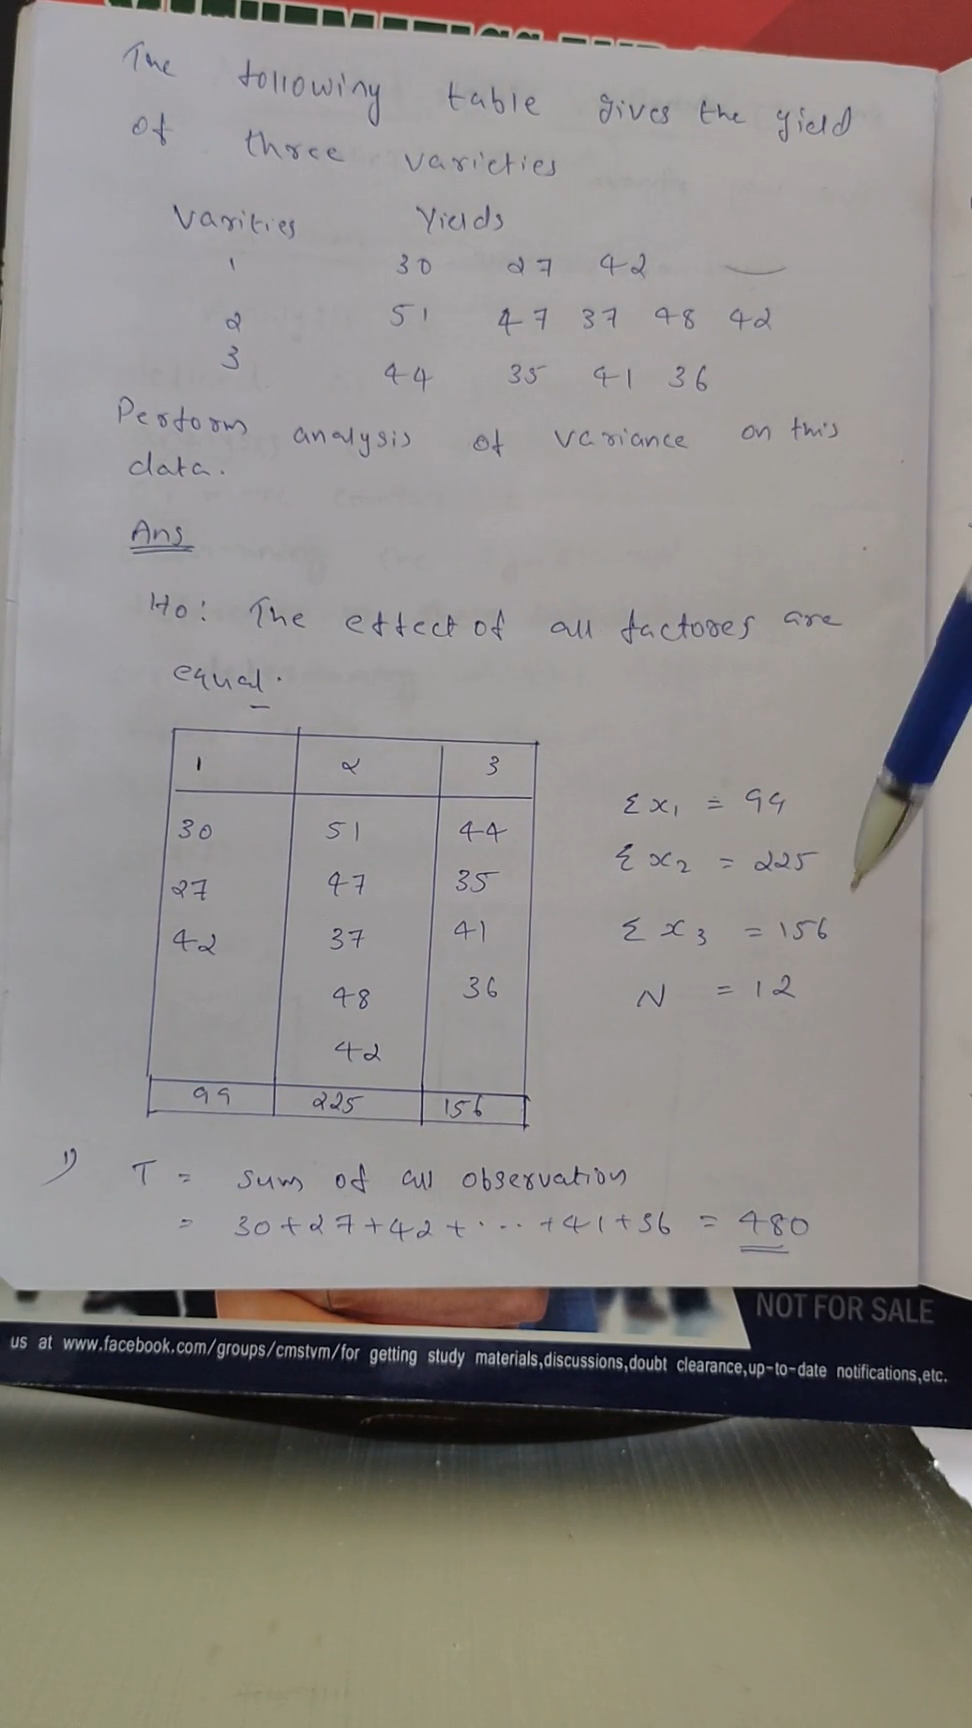 The following table gives the yield
of three varieties
Varities Yields
1 30 27 42 —
2 51 47 37 48 42
3 44 35 41 36
Perform analysis of variance on this
data.
Ans
Ho: The effect of all factores are
equal.
1 2 3
30 51 44
27 47 35
42 37 41
48 36
42
99 225 156
Σx₁ = 99
Σx₂ = 225
Σx₃ = 156
N = 12
1) T = sum of all observation
= 30+27+42+....+41+36 = 480
NOT FOR SALE
us at www.facebook.com/groups/cmstvm/for getting study materials,discussions,doubt clearance,up-to-date notifications,etc.